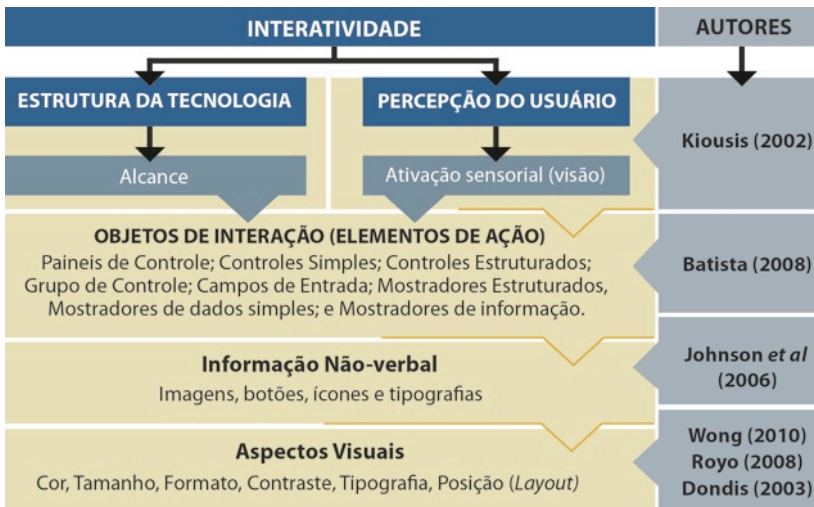 INTERATIVIDADE
AUTORES
ESTRUTURA DA TECNOLOGIA
PERCEPÇÃO DO USUÁRIO
Alcance
Ativação sensorial (visão)
Kiousis (2002)
OBJETOS DE INTERAÇÃO (ELEMENTOS DE AÇÃO)
Paineis de Controle; Controles Simples; Controles Estruturados;
Grupo de Controle; Campos de Entrada; Mostradores Estruturados,
Mostradores de dados simples; e Mostradores de informação.
Batista (2008)
Informação Não-verbal
Imagens, botões, ícones e tipografias
Johnson et al
(2006)
Aspectos Visuais
Cor, Tamanho, Formato, Contraste, Tipografia, Posição (Layout)
Wong (2010)
Royo (2008)
Dondis (2003)